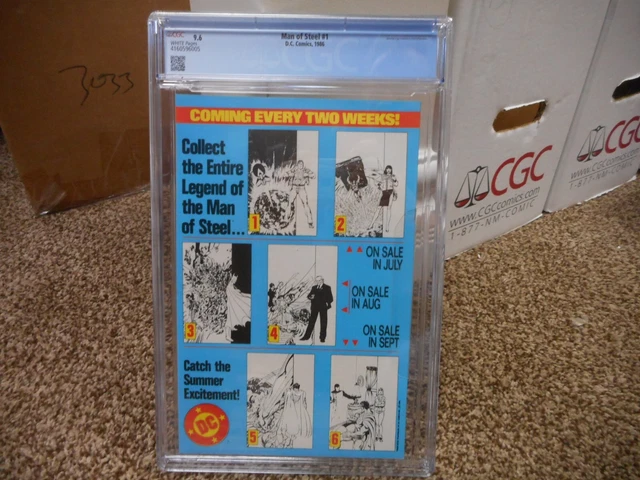 CGC 9.6
WHITE Pages
4160596005
Man of Steel #1
D.C. Comics, 1986
COMING EVERY TWO WEEKS!
Collect
the Entire
Legend of
the Man
of Steel...
1
2
ON SALE
IN JULY
3
4
ON SALE
IN AUG
ON SALE
IN SEPT
Catch the
Summer
Excitement!
DC
5
6
3033
CGC
www.CGCcomics.com
1-877-NM-COMIC
CGC